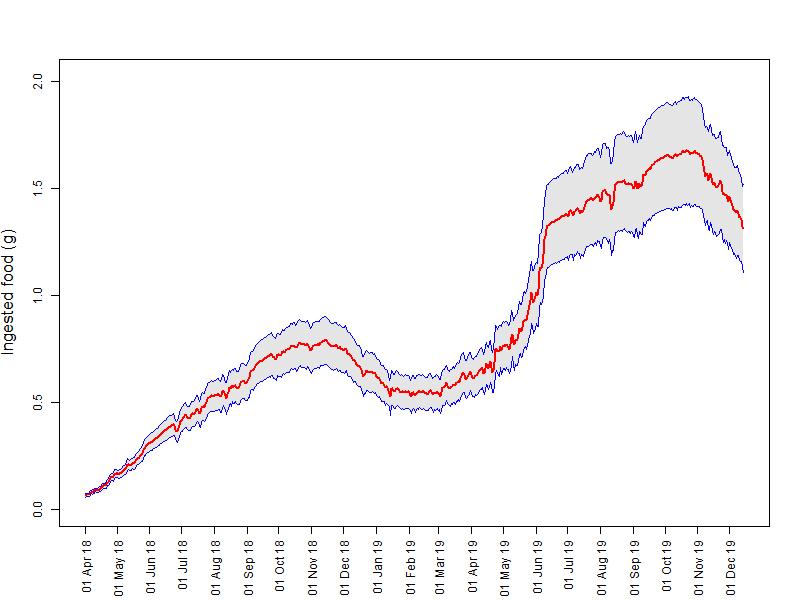 Ingested food (g)
2.0
1.5
1.0
0.5
0.0
01 Apr 18
01 May 18
01 Jun 18
01 Jul 18
01 Aug 18
01 Sep 18
01 Oct 18
01 Nov 18
01 Dec 18
01 Jan 19
01 Feb 19
01 Mar 19
01 Apr 19
01 May 19
01 Jun 19
01 Jul 19
01 Aug 19
01 Sep 19
01 Oct 19
01 Nov 19
01 Dec 19